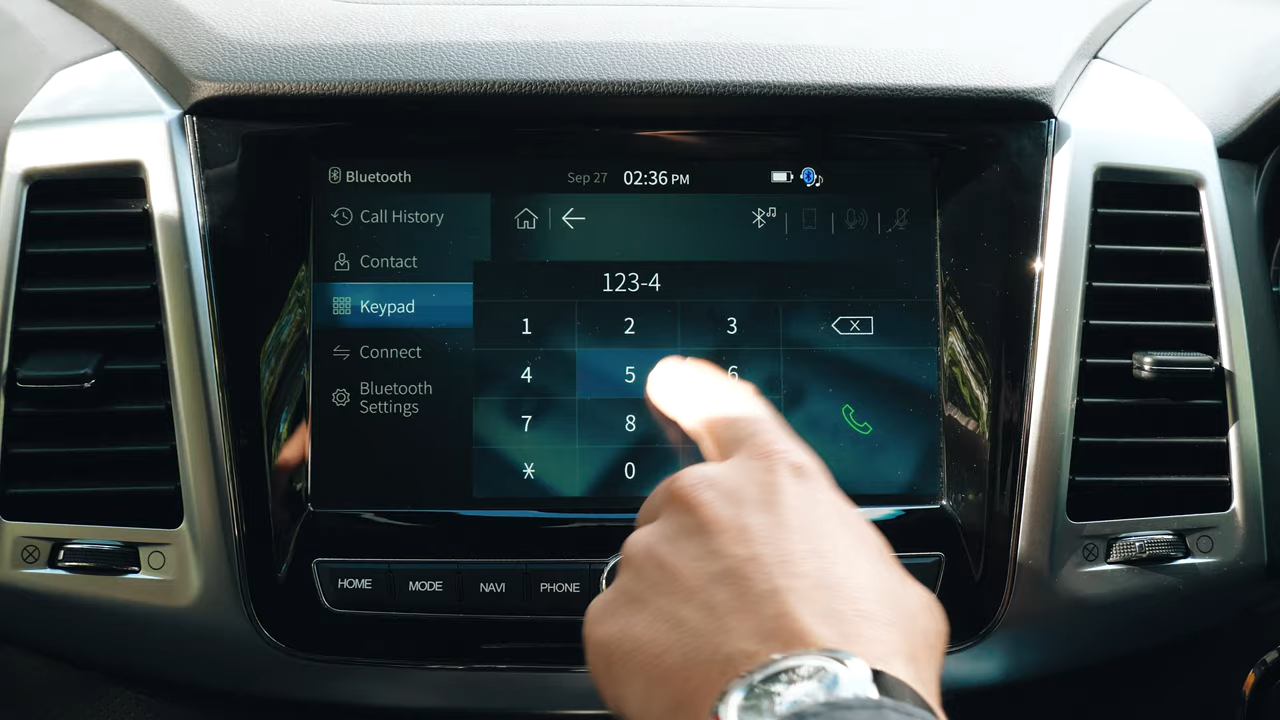 Bluetooth
Sep 27 02:36 PM
Call History
Contact
Keypad
Connect
Bluetooth
Settings
123-4
1 2 3 X
4 5 6
7 8
* 0
HOME MODE NAVI PHONE